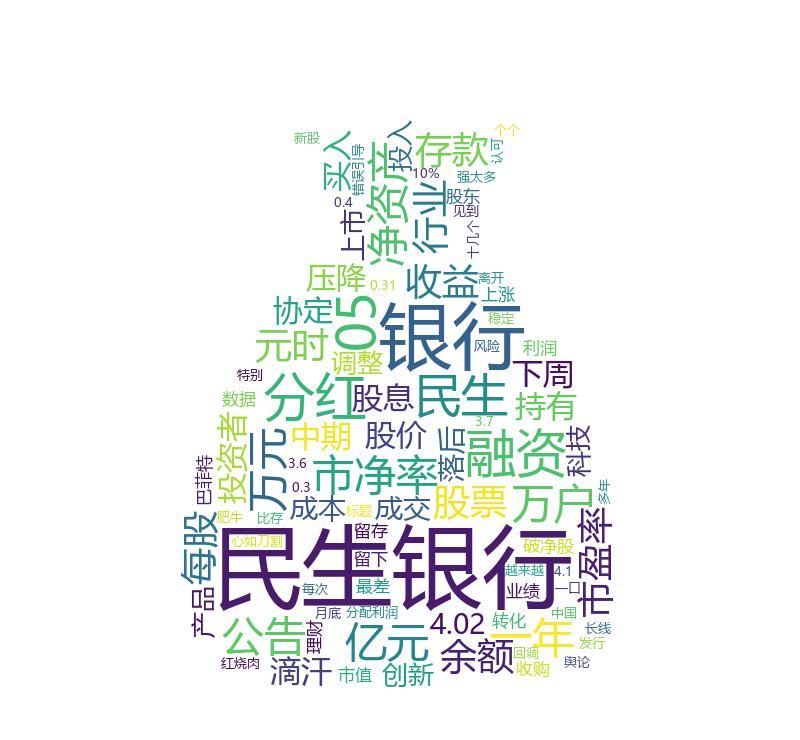 个个
新股
买入
错误引导
净资产
投入
存款
认可
10%
强太多
0.4
上市
行业
股东
见到
十几个
压降
0.31
收益
离开
上涨
协定
05
银行
稳定
元时
调整
风险
利润
特别
分红
股息
民生
下周
数据
持有
投资者
中期
股价
3.7
落后
融资
科技
巴菲特
万元
3.6
市净率
0.3
多年
肥牛
比存
成本
标题
成交
股票
万户
每股
心如刀割
留存
民生银行
破净股
市盈率
留下
越来越
4.1
产品
每次
最差
业绩
一口
月底
分配利润
中国
公告
理财
亿元
4.02
转化
一年
长线
发行
红烧肉
滴汗
市值
创新
余额
回调
收购
舆论